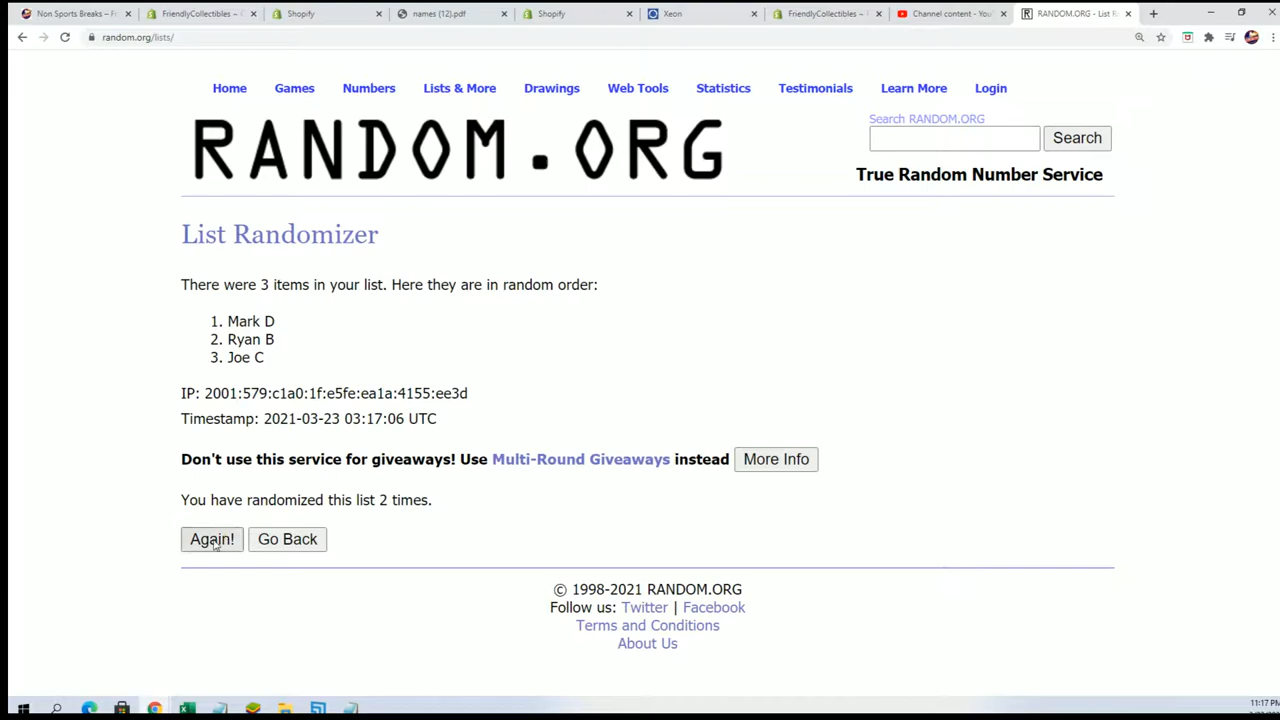 Non Sports Breaks – F
FriendlyCollectibles ~
Shopify
names (12).pdf
Shopify
Xeon
FriendlyCollectibles ~
Channel content - You
RANDOM.ORG - List R
random.org/lists/
Home
Games
Numbers
Lists & More
Drawings
Web Tools
Statistics
Testimonials
Learn More
Login
RANDOM.ORG
Search RANDOM.ORG
Search
True Random Number Service
List Randomizer
There were 3 items in your list. Here they are in random order:
1. Mark D
2. Ryan B
3. Joe C
IP: 2001:579:c1a0:1f:e5fe:ea1a:4155:ee3d
Timestamp: 2021-03-23 03:17:06 UTC
Don't use this service for giveaways! Use Multi-Round Giveaways instead More Info
You have randomized this list 2 times.
Again! Go Back
© 1998-2021 RANDOM.ORG
Follow us: Twitter | Facebook
Terms and Conditions
About Us
11:17 PM